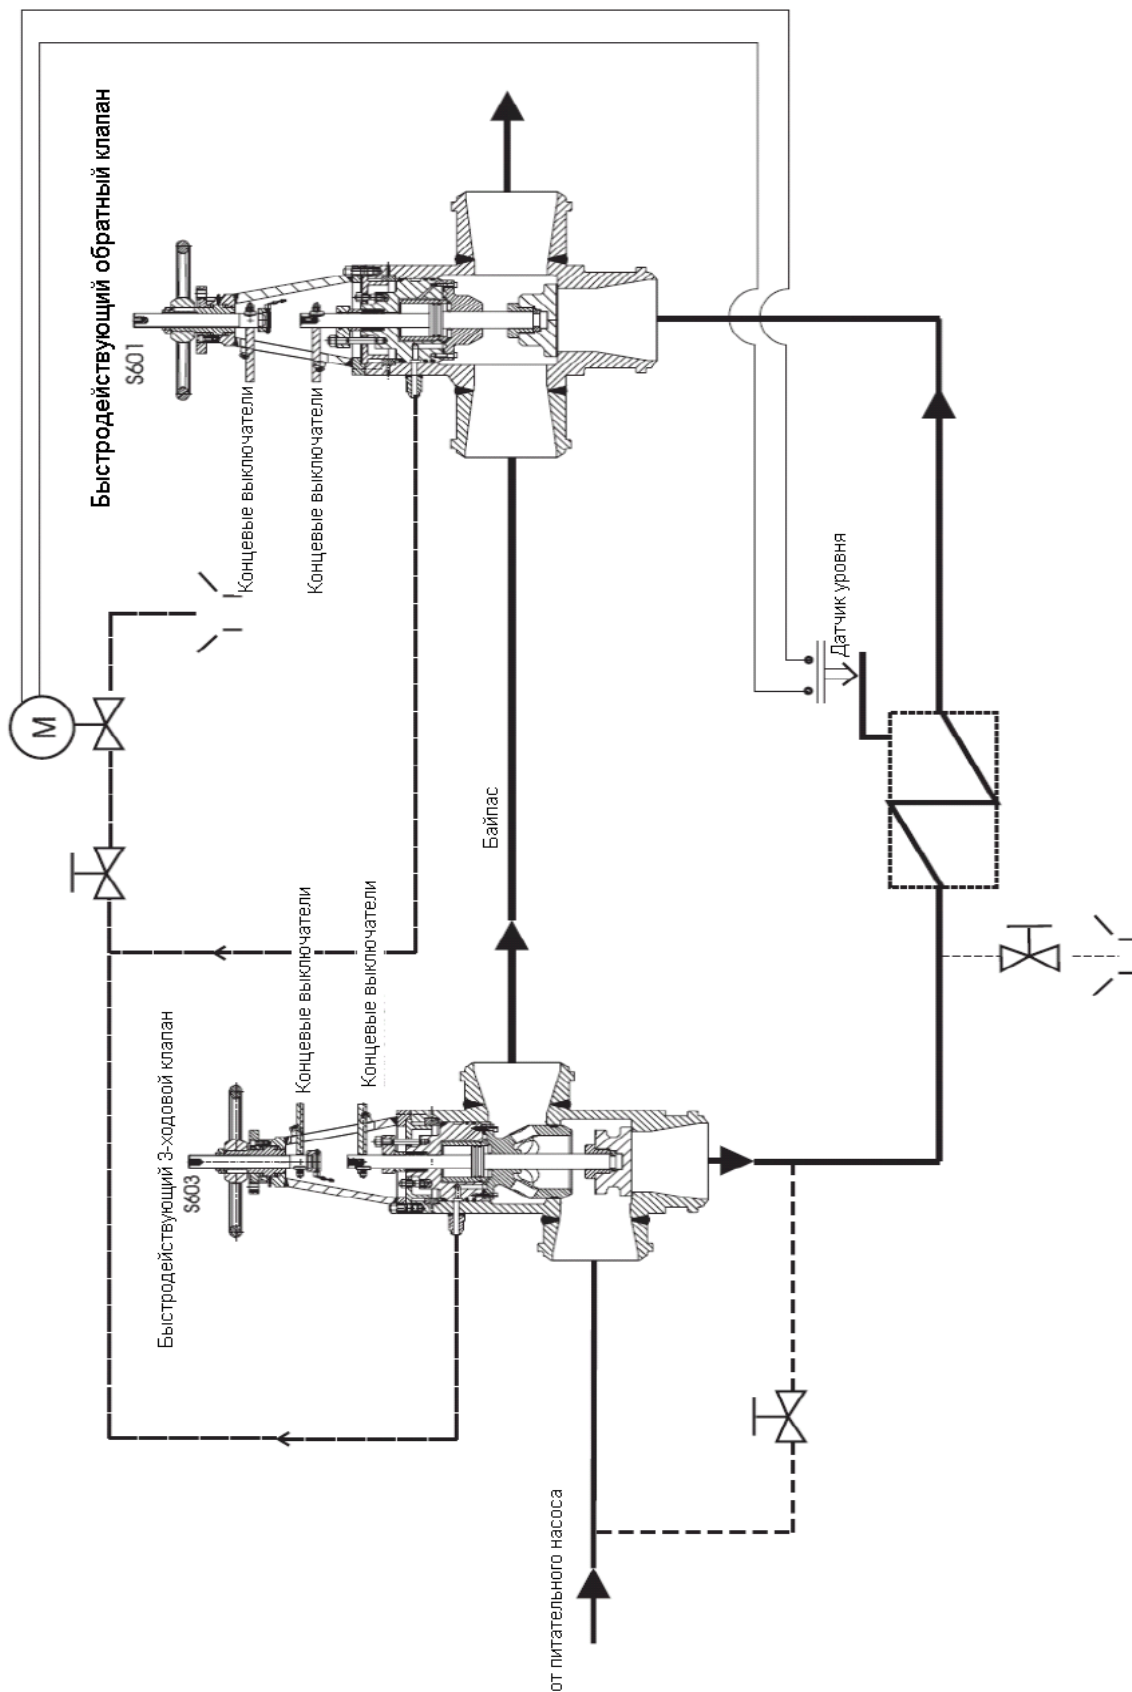 Быстродействующий обратный клапан
S601
Концевые выключатели
Концевые выключатели
M
Датчик уровня
Байпас
Быстродействующий 3-ходовой клапан
S603
Концевые выключатели
Концевые выключатели
от питательного насоса